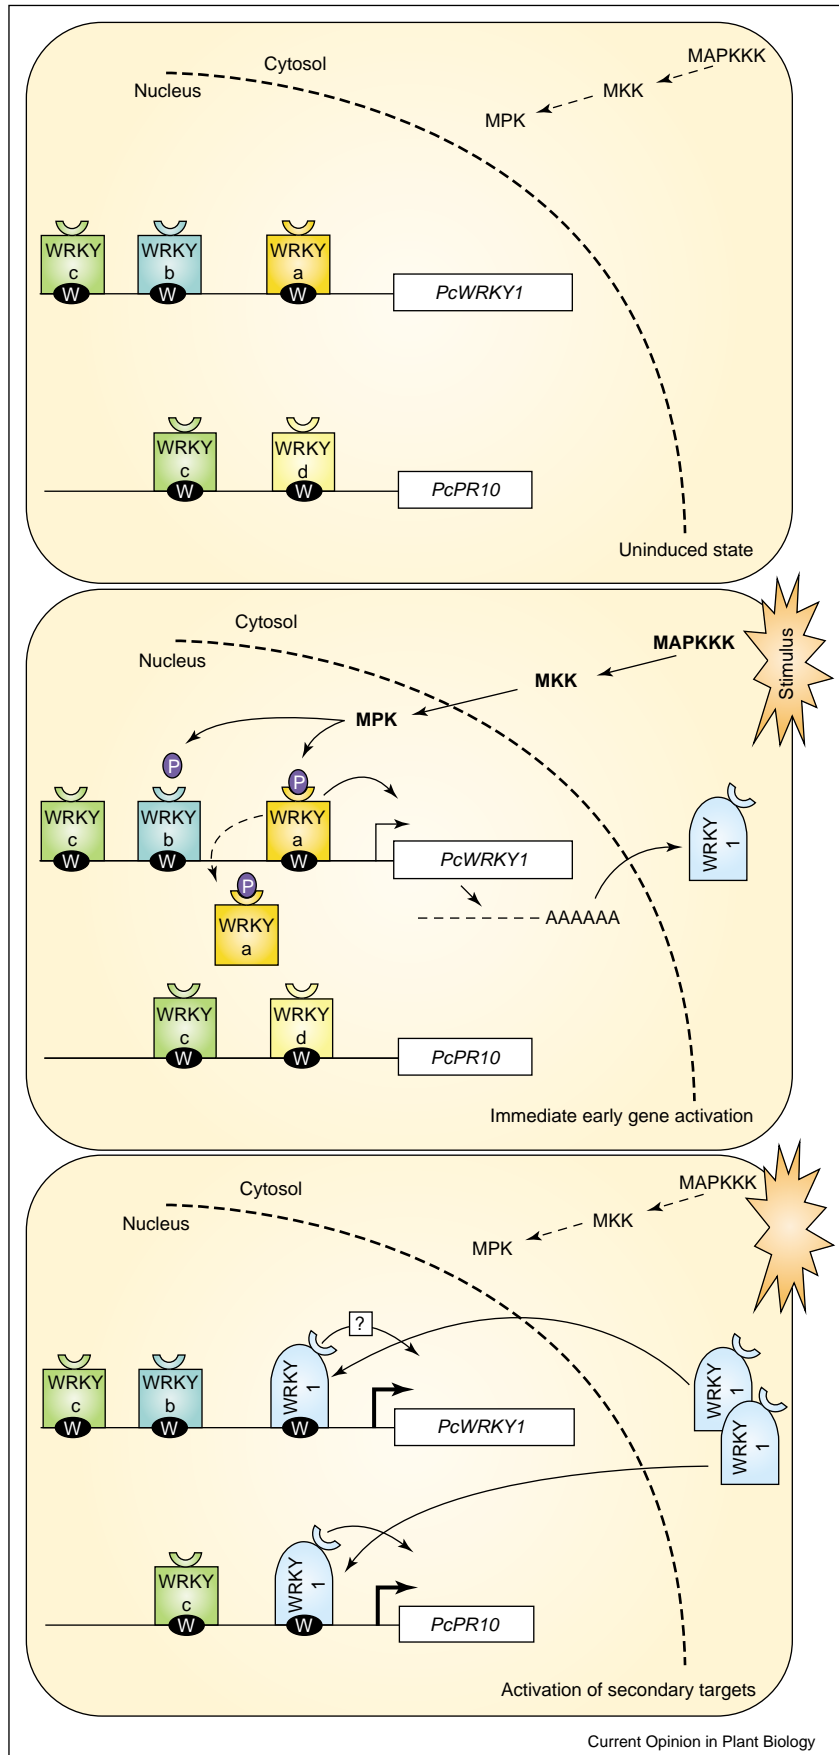 Cytosol
MAPKKK
Nucleus
MKK
MPK
WRKY
c
W
WRKY
b
W
WRKY
a
W
PcWRKY1
WRKY
c
W
WRKY
d
W
PcPR10
Uninduced state
Cytosol
Stimulus
MAPKKK
Nucleus
MKK
MPK
P
P
WRKY
c
W
WRKY
b
W
WRKY
a
W
PcWRKY1
WRKY
1
P
WRKY
a
AAAAAA
WRKY
c
W
WRKY
d
W
PcPR10
Immediate early gene activation
Cytosol
MAPKKK
Nucleus
MKK
MPK
?
WRKY
c
W
WRKY
b
W
WRKY
1
W
PcWRKY1
WRKY
1
WRKY
1
WRKY
c
W
WRKY
1
W
PcPR10
Activation of secondary targets
Current Opinion in Plant Biology